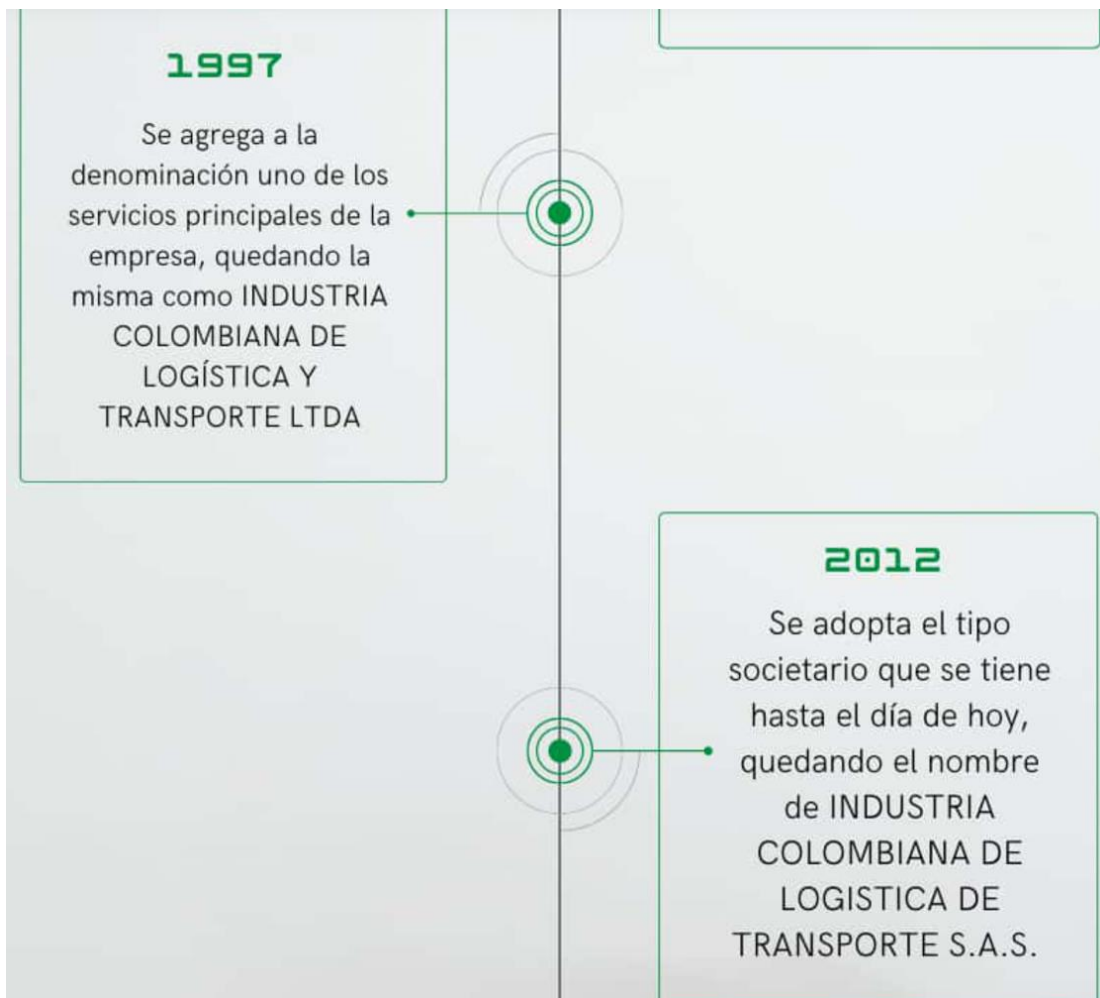 1997
Se agrega a la
denominación uno de los
servicios principales de la
empresa, quedando la
misma como INDUSTRIA
COLOMBIANA DE
LOGÍSTICA Y
TRANSPORTE LTDA
2012
Se adopta el tipo
societario que se tiene
hasta el día de hoy,
quedando el nombre
de INDUSTRIA
COLOMBIANA DE
LOGISTICA DE
TRANSPORTE S.A.S.